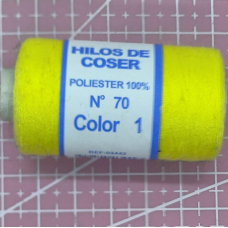 HILOS DE
COSER
POLIESTER 100%
Nº 70
Color 1